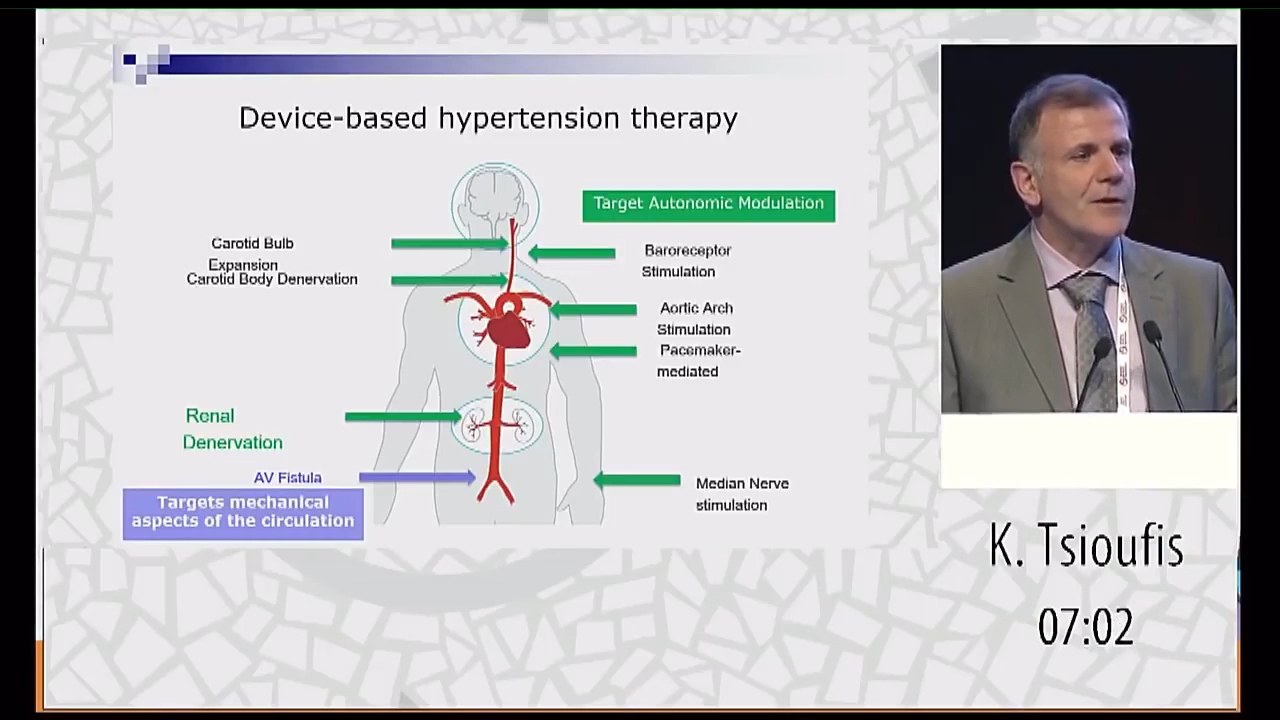 Device-based hypertension therapy
Target Autonomic Modulation
Carotid Bulb
Expansion
Carotid Body Denervation
Baroreceptor
Stimulation
Aortic Arch
Stimulation
Pacemaker-
mediated
Renal
Denervation
AV Fistula
Targets mechanical
aspects of the circulation
Median Nerve
stimulation
K. Tsioufis
07:02